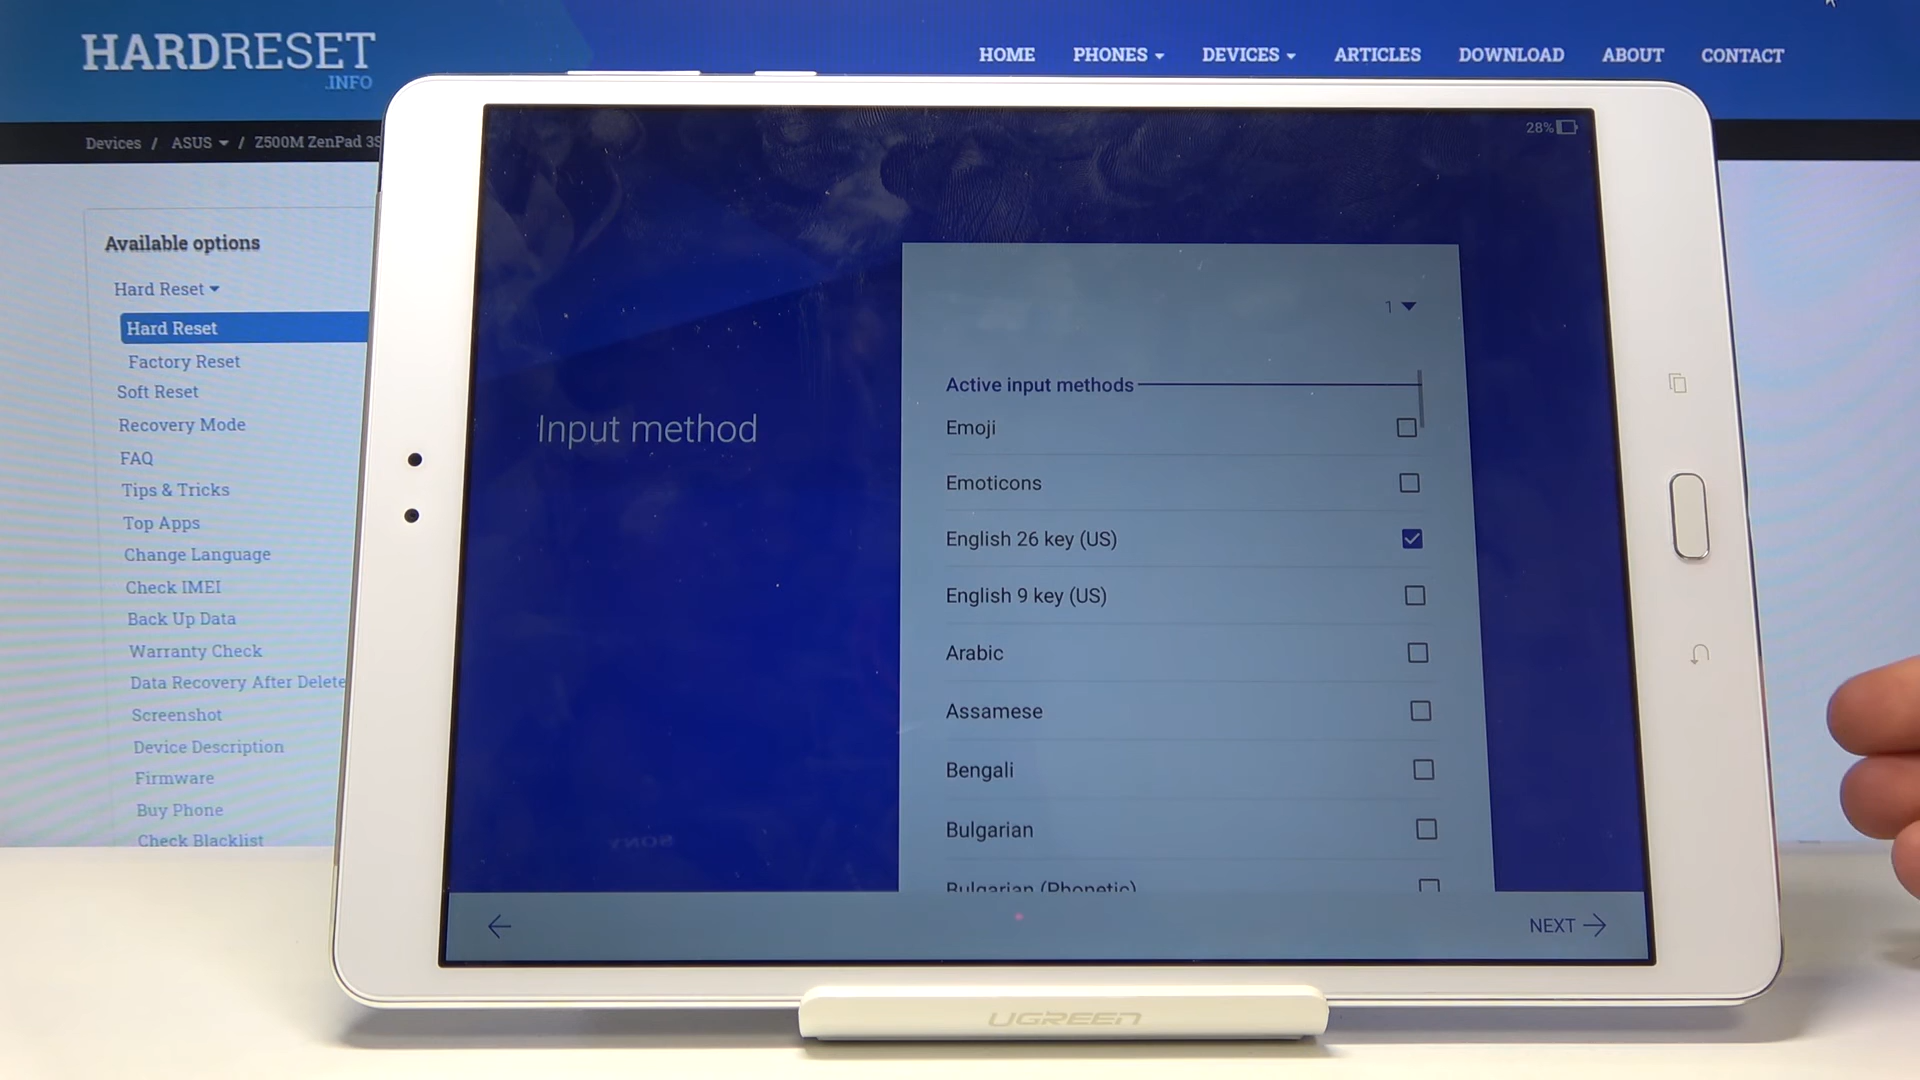 HARDRESET
.INFO
HOME PHONES DEVICES ARTICLES DOWNLOAD ABOUT CONTACT
Devices / ASUS / Z500M ZenPad 3S
Available options
Hard Reset
Hard Reset
Factory Reset
Soft Reset
Recovery Mode
FAQ
Tips & Tricks
Top Apps
Change Language
Check IMEI
Back Up Data
Warranty Check
Data Recovery After Delete
Screenshot
Device Description
Firmware
Buy Phone
Check Blacklist
28%
Input method
1
Active input methods
Emoji
Emoticons
English 26 key (US)
English 9 key (US)
Arabic
Assamese
Bengali
Bulgarian
Bulgarian (Phonetic)
SONY
NEXT
UGREEN